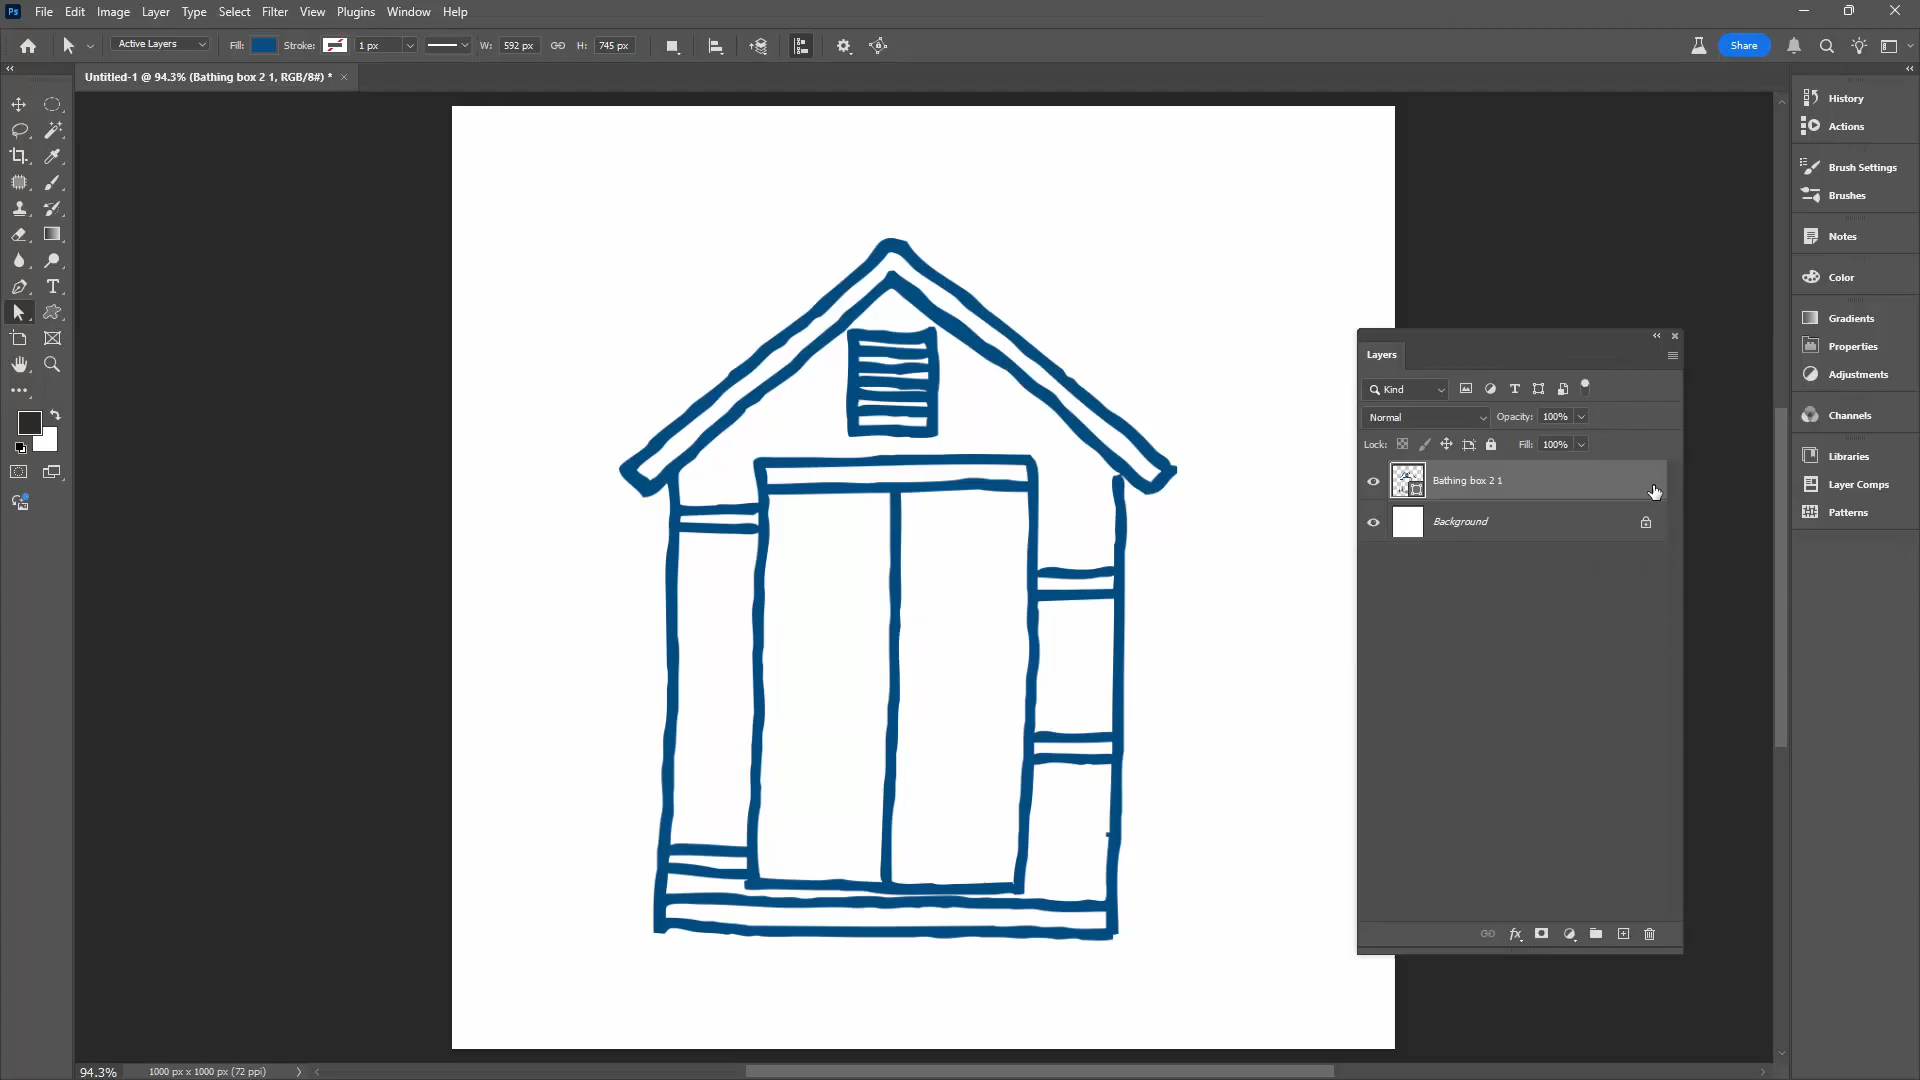 Ps File Edit Image Layer Type Select Filter View Plugins Window Help
Active Layers Fill: Stroke: 1 px W: 592 px H: 745 px Share
Untitled-1 @ 94.3% (Bathing box 2 1, RGB/8#) *
History
Actions
Brush Settings
Brushes
Notes
Color
Gradients
Properties
Adjustments
Channels
Libraries
Layer Comps
Patterns
Layers
Kind
Normal Opacity: 100%
Lock: Fill: 100%
Bathing box 2 1
Background
fx
94.3% 1000 px x 1000 px (72 ppi)